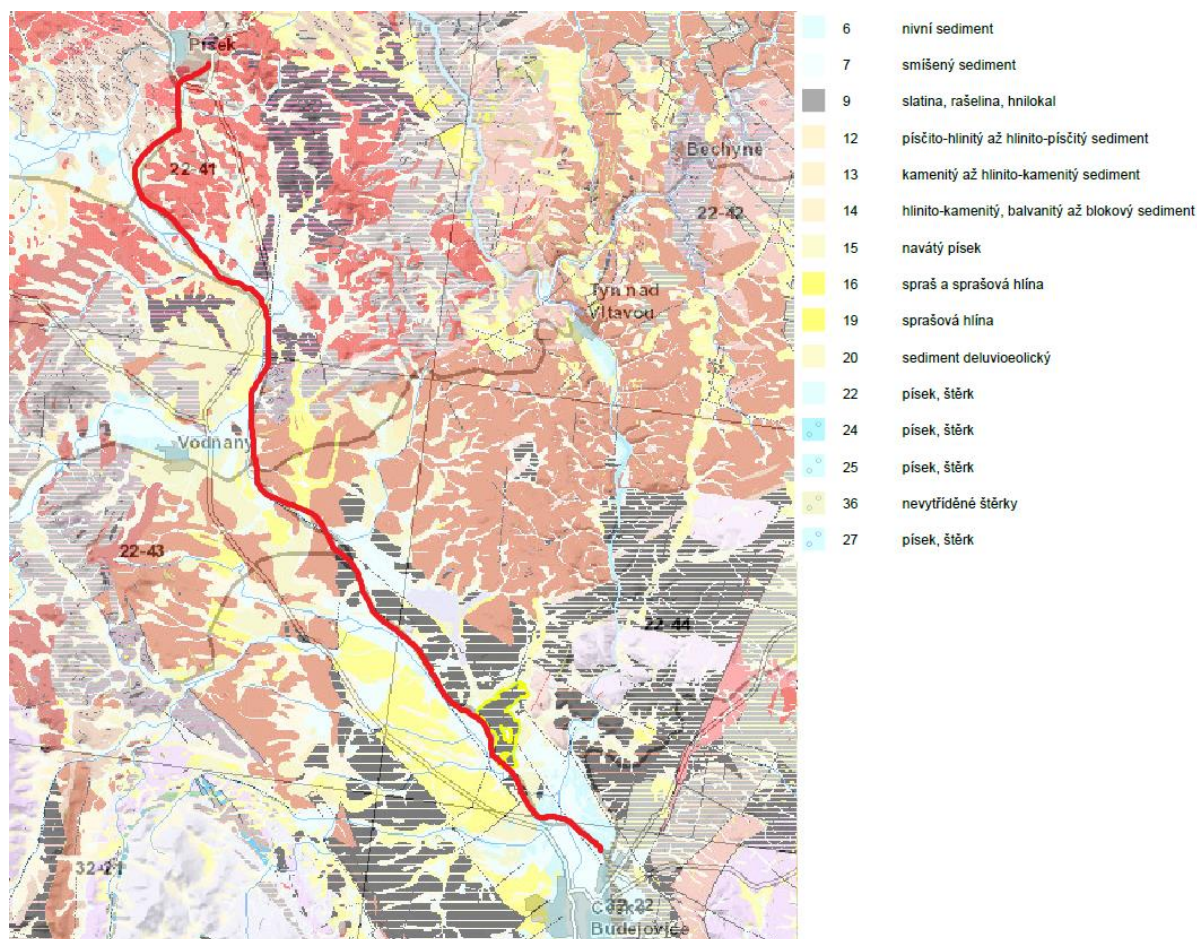 Písek
22-41
Bechyně
22-42
Týn nad
Vltavou
Vodňany
22-43
22-44
32-21
32-22
České
Budějovice
6 nivní sediment
7 smíšený sediment
9 slatina, rašelina, hnilokal
12 písčito-hlinitý až hlinito-písčitý sediment
13 kamenitý až hlinito-kamenitý sediment
14 hlinito-kamenitý, balvanitý až blokový sediment
15 navátý písek
16 spraš a sprašová hlína
19 sprašová hlína
20 sediment deluvioeolický
22 písek, štěrk
24 písek, štěrk
25 písek, štěrk
36 nevytříděné štěrky
27 písek, štěrk